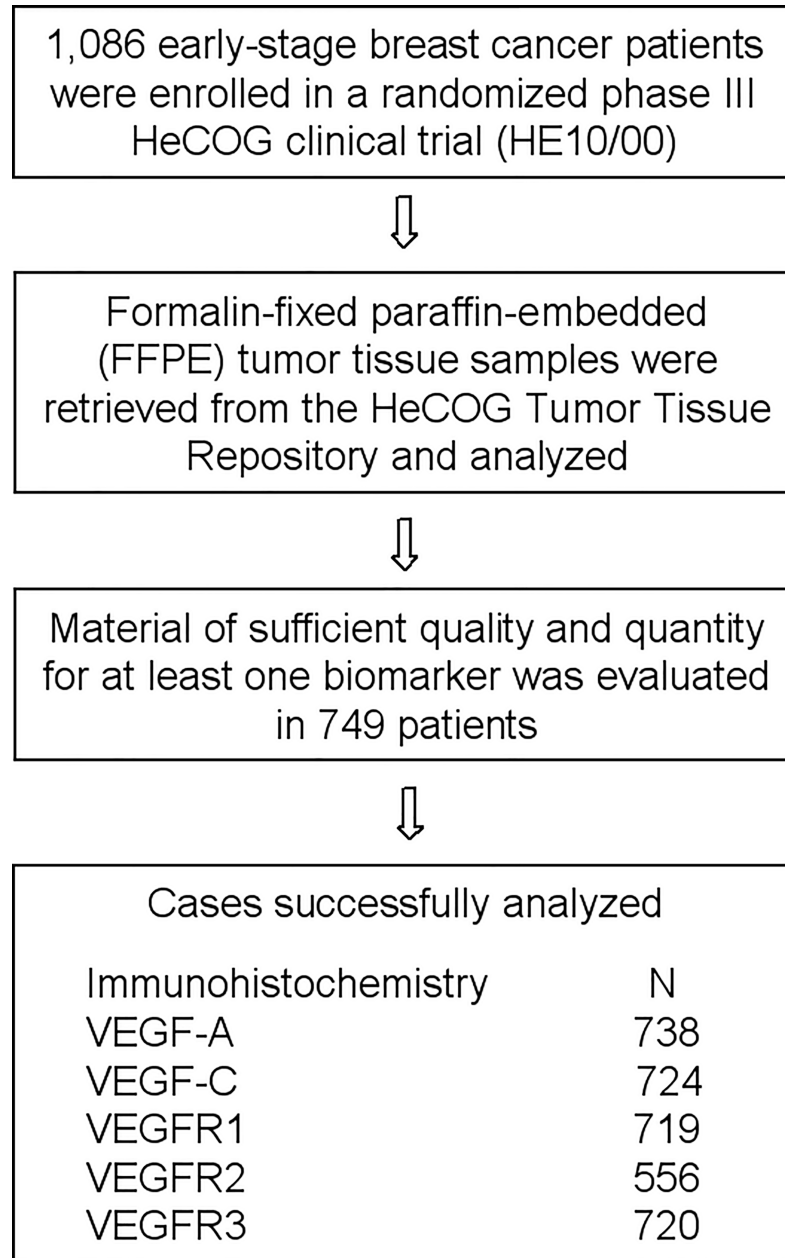 1,086 early-stage breast cancer patients
were enrolled in a randomized phase III
HeCOG clinical trial (HE10/00)
Formalin-fixed paraffin-embedded
(FFPE) tumor tissue samples were
retrieved from the HeCOG Tumor Tissue
Repository and analyzed
Material of sufficient quality and quantity
for at least one biomarker was evaluated
in 749 patients
Cases successfully analyzed
Immunohistochemistry N
VEGF-A 738
VEGF-C 724
VEGFR1 719
VEGFR2 556
VEGFR3 720